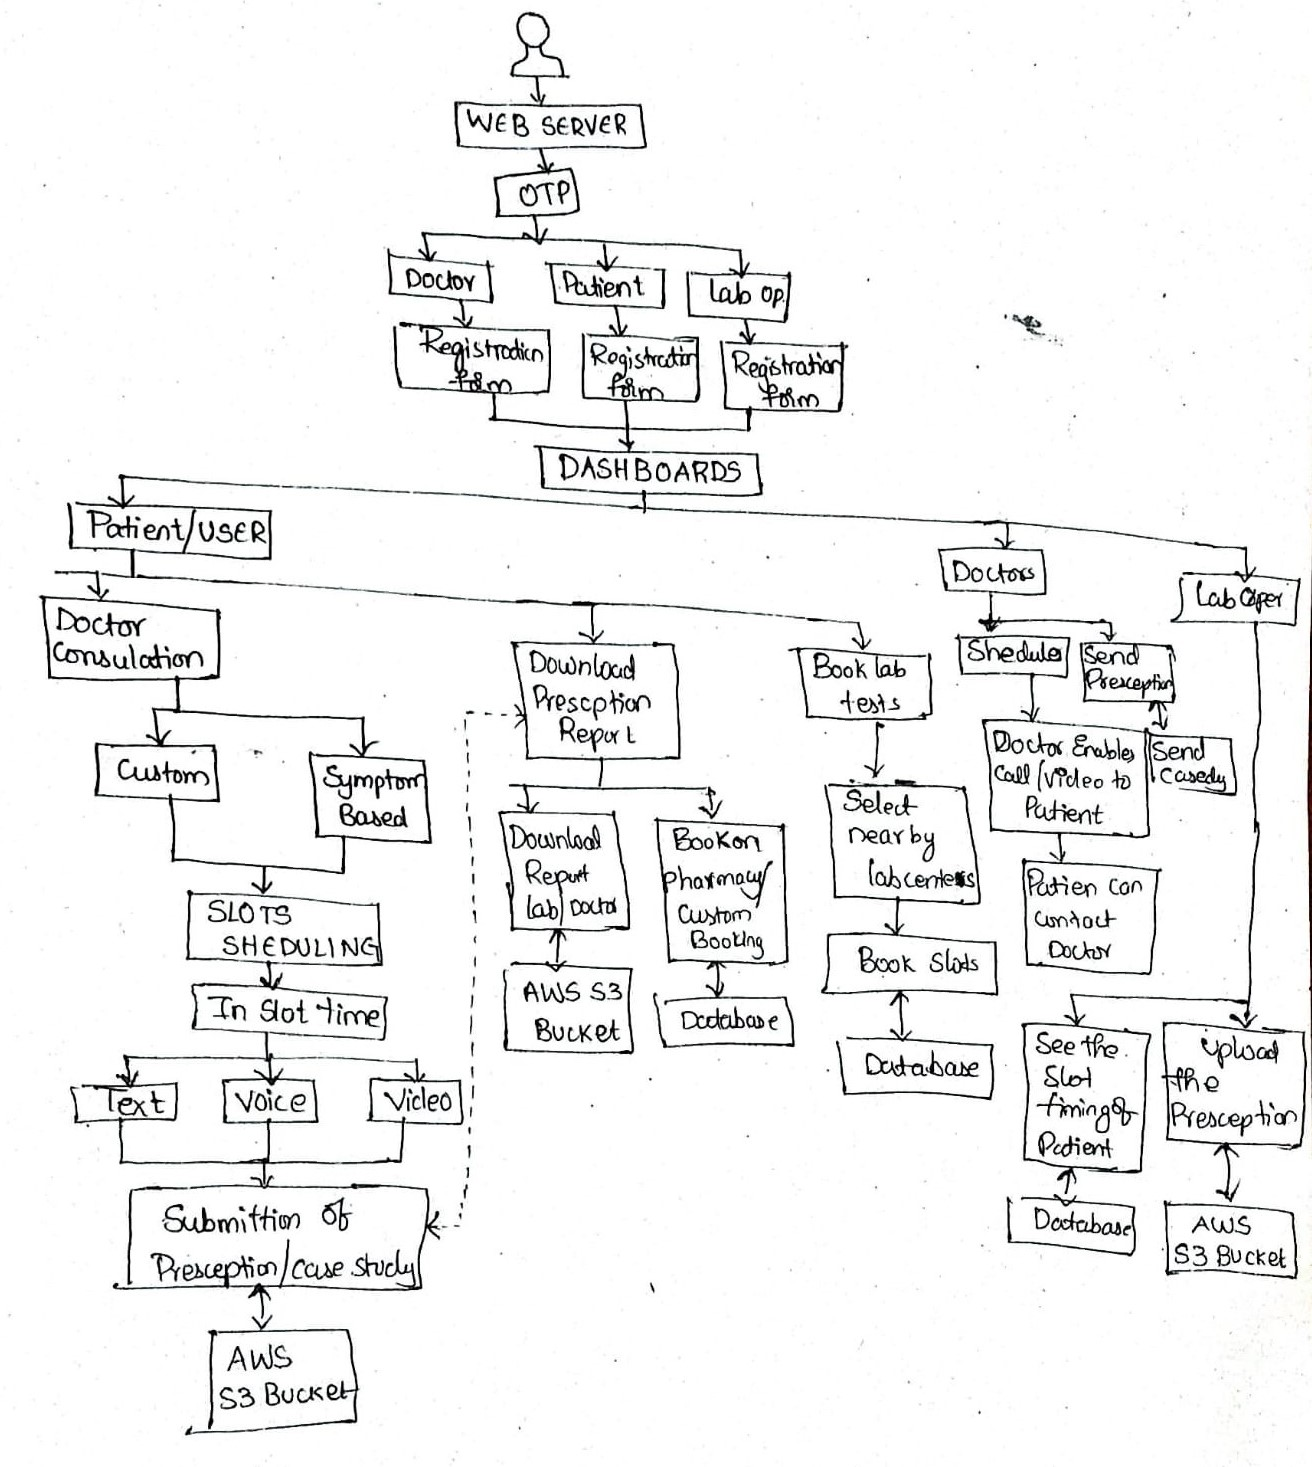 WEB SERVER
OTP
Doctor
Patient
Lab Op.
Registration
form
Registration
form
Registration
form
DASHBOARDS
Patient/USER
Doctors
Lab Oper
Doctor
Consulation
Download
Prescption
Report
Book lab
tests
Shedules
Send
Presception
Custom
Symptom
Based
Doctor Enables
Call/Video to
Patient
Send
Casedy
Download
Report
lab/Doctor
Book on
pharmacy/
Custom
Booking
Select
nearby
labcenters
Patien can
contact
Doctor
SLOTS
SHEDULING
In Slot time
AWS S3
Bucket
Database
Book Slots
Database
See the
Slot
timing of
Patient
Upload
the
Presception
Text
Voice
Video
Submittion of
Presception/case study
Database
AWS
S3 Bucket
AWS
S3 Bucket